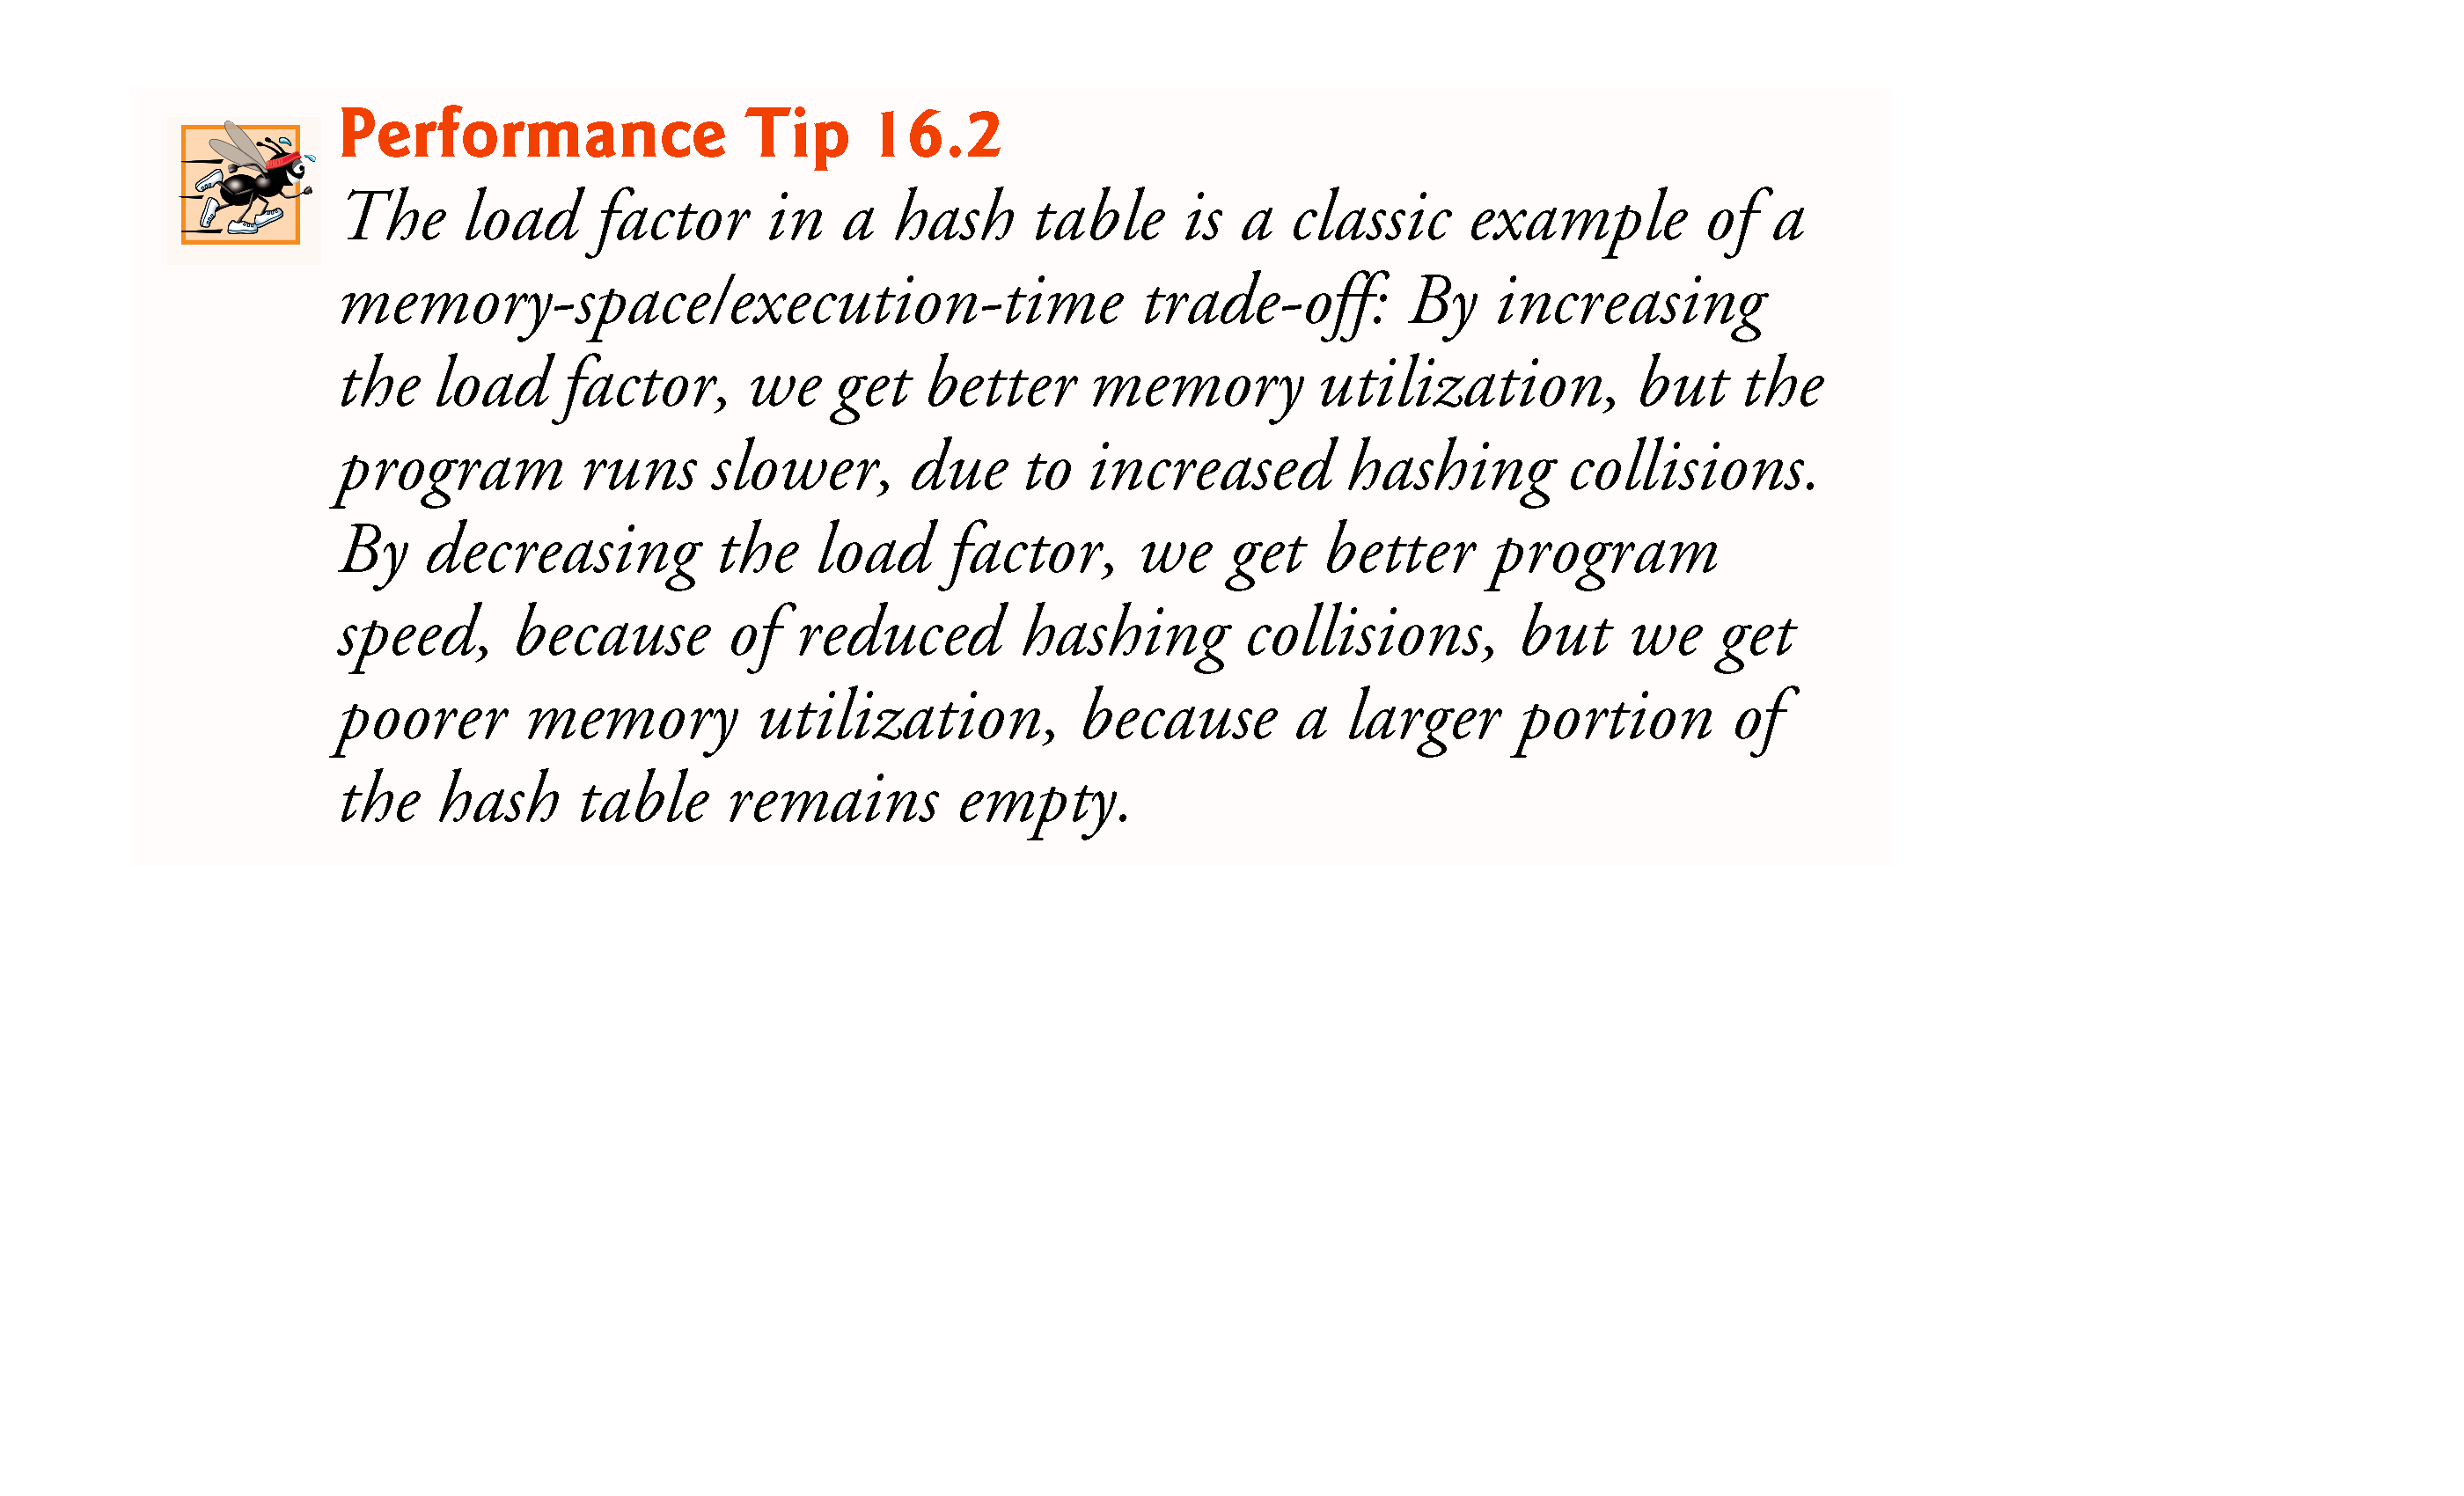 Performance Tip 16.2
The load factor in a hash table is a classic example of a
memory-space/execution-time trade-off: By increasing
the load factor, we get better memory utilization, but the
program runs slower, due to increased hashing collisions.
By decreasing the load factor, we get better program
speed, because of reduced hashing collisions, but we get
poorer memory utilization, because a larger portion of
the hash table remains empty.